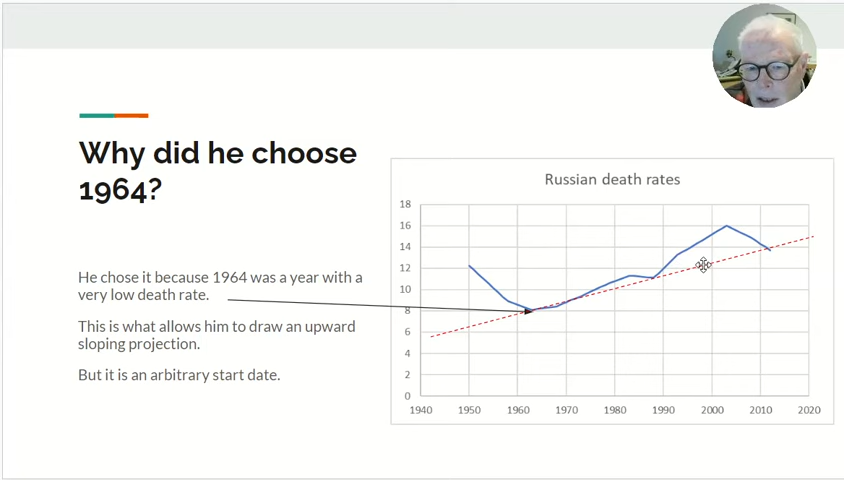 Why did he choose
1964?
He chose it because 1964 was a year with a
very low death rate.
This is what allows him to draw an upward
sloping projection.
But it is an arbitrary start date.
Russian death rates
18
16
14
12
10
8
6
4
2
0
1940 1950 1960 1970 1980 1990 2000 2010 2020